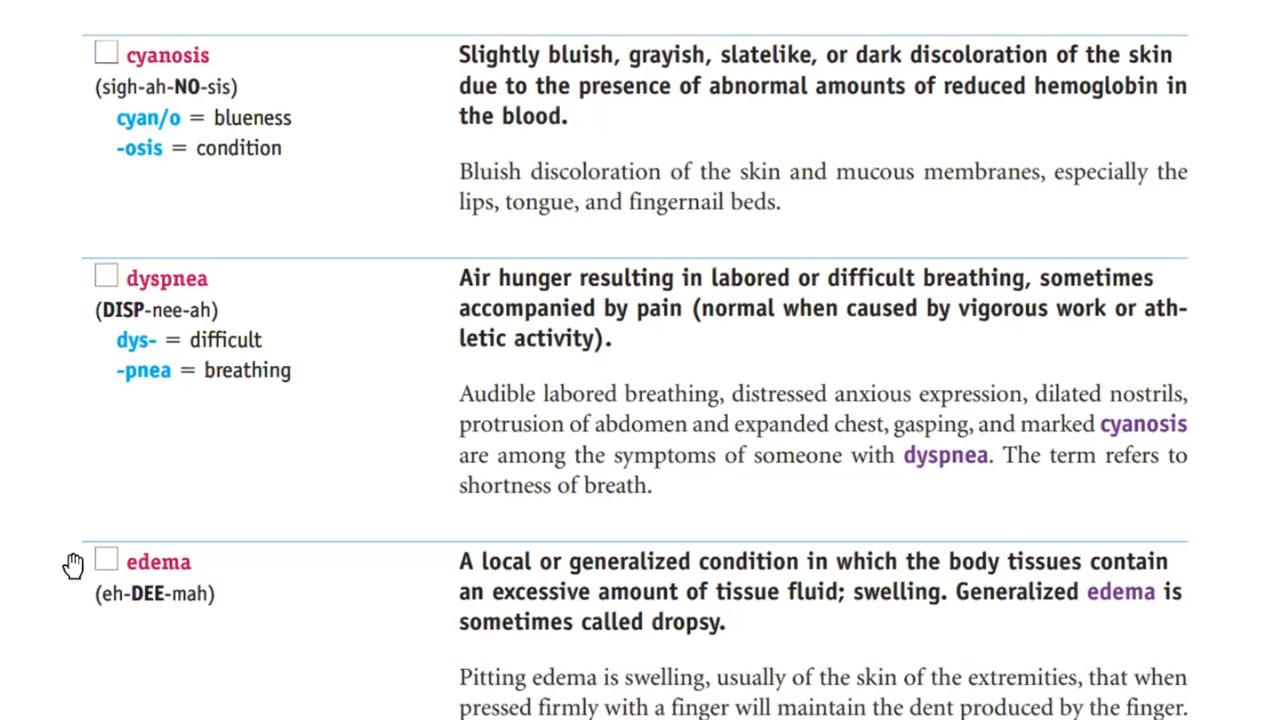 cyanosis
(sigh-ah-NO-sis)
cyan/o = blueness
-osis = condition
Slightly bluish, grayish, slatelike, or dark discoloration of the skin
due to the presence of abnormal amounts of reduced hemoglobin in
the blood.
Bluish discoloration of the skin and mucous membranes, especially the
lips, tongue, and fingernail beds.
dyspnea
(DISP-nee-ah)
dys- = difficult
-pnea = breathing
Air hunger resulting in labored or difficult breathing, sometimes
accompanied by pain (normal when caused by vigorous work or ath-
letic activity).
Audible labored breathing, distressed anxious expression, dilated nostrils,
protrusion of abdomen and expanded chest, gasping, and marked cyanosis
are among the symptoms of someone with dyspnea. The term refers to
shortness of breath.
edema
(eh-DEE-mah)
A local or generalized condition in which the body tissues contain
an excessive amount of tissue fluid; swelling. Generalized edema is
sometimes called dropsy.
Pitting edema is swelling, usually of the skin of the extremities, that when
pressed firmly with a finger will maintain the dent produced by the finger.